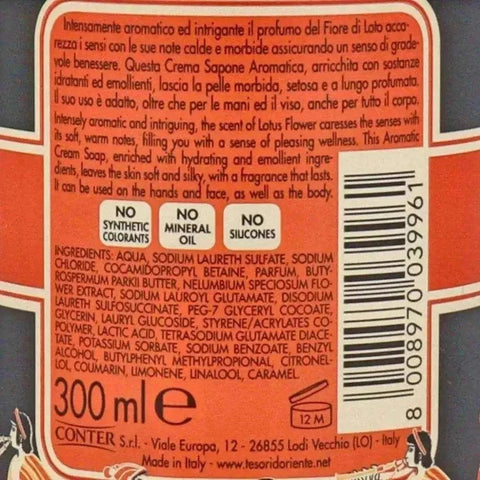 Intensamente aromatico ed intrigante il profumo del Fiore di Loto acca-
rezza i sensi con le sue note calde e morbide assicurando un senso di grade-
vole benessere. Questa Crema Sapone Aromatica, arricchita con sostanze
idratanti ed emollienti, lascia la pelle morbida, setosa e a lungo profumata.
Il suo uso è adatto, oltre che per le mani ed il viso, anche per tutto il corpo.
Intensely aromatic and intriguing, the scent of Lotus Flower caresses the senses with
its soft, warm notes, filling you with a sense of pleasing wellness. This Aromatic
Cream Soap, enriched with hydrating and emollient ingre-
dients, leaves the skin soft and silky, with a fragrance that lasts.
It can be used on the hands and face, as well as the body.
NO SYNTHETIC COLORANTS
NO MINERAL OIL
NO SILICONES
INGREDIENTS: AQUA, SODIUM LAURETH SULFATE, SODIUM
CHLORIDE, COCAMIDOPROPYL BETAINE, PARFUM, BUTY-
ROSPERMUM PARKII BUTTER, NELUMBIUM SPECIOSUM FLO-
WER EXTRACT, SODIUM LAUROYL GLUTAMATE, DISODIUM
LAURETH SULFOSUCCINATE, PEG-7 GLYCERYL COCOATE,
GLYCERIN, LAURYL GLUCOSIDE, STYRENE/ACRYLATES CO-
POLYMER, LACTIC ACID, TETRASODIUM GLUTAMATE DIACE-
TATE, POTASSIUM SORBATE, SODIUM BENZOATE, BENZYL
ALCOHOL, BUTYLPHENYL METHYLPROPIONAL, CITRONEL-
LOL, COUMARIN, LIMONENE, LINALOOL, CARAMEL.
300 ml e
12 M
8 008970 039961
CONTER S.r.l. - Viale Europa, 12 - 26855 Lodi Vecchio (LO) - Italy
Made in Italy - www.tesoridoriente.net